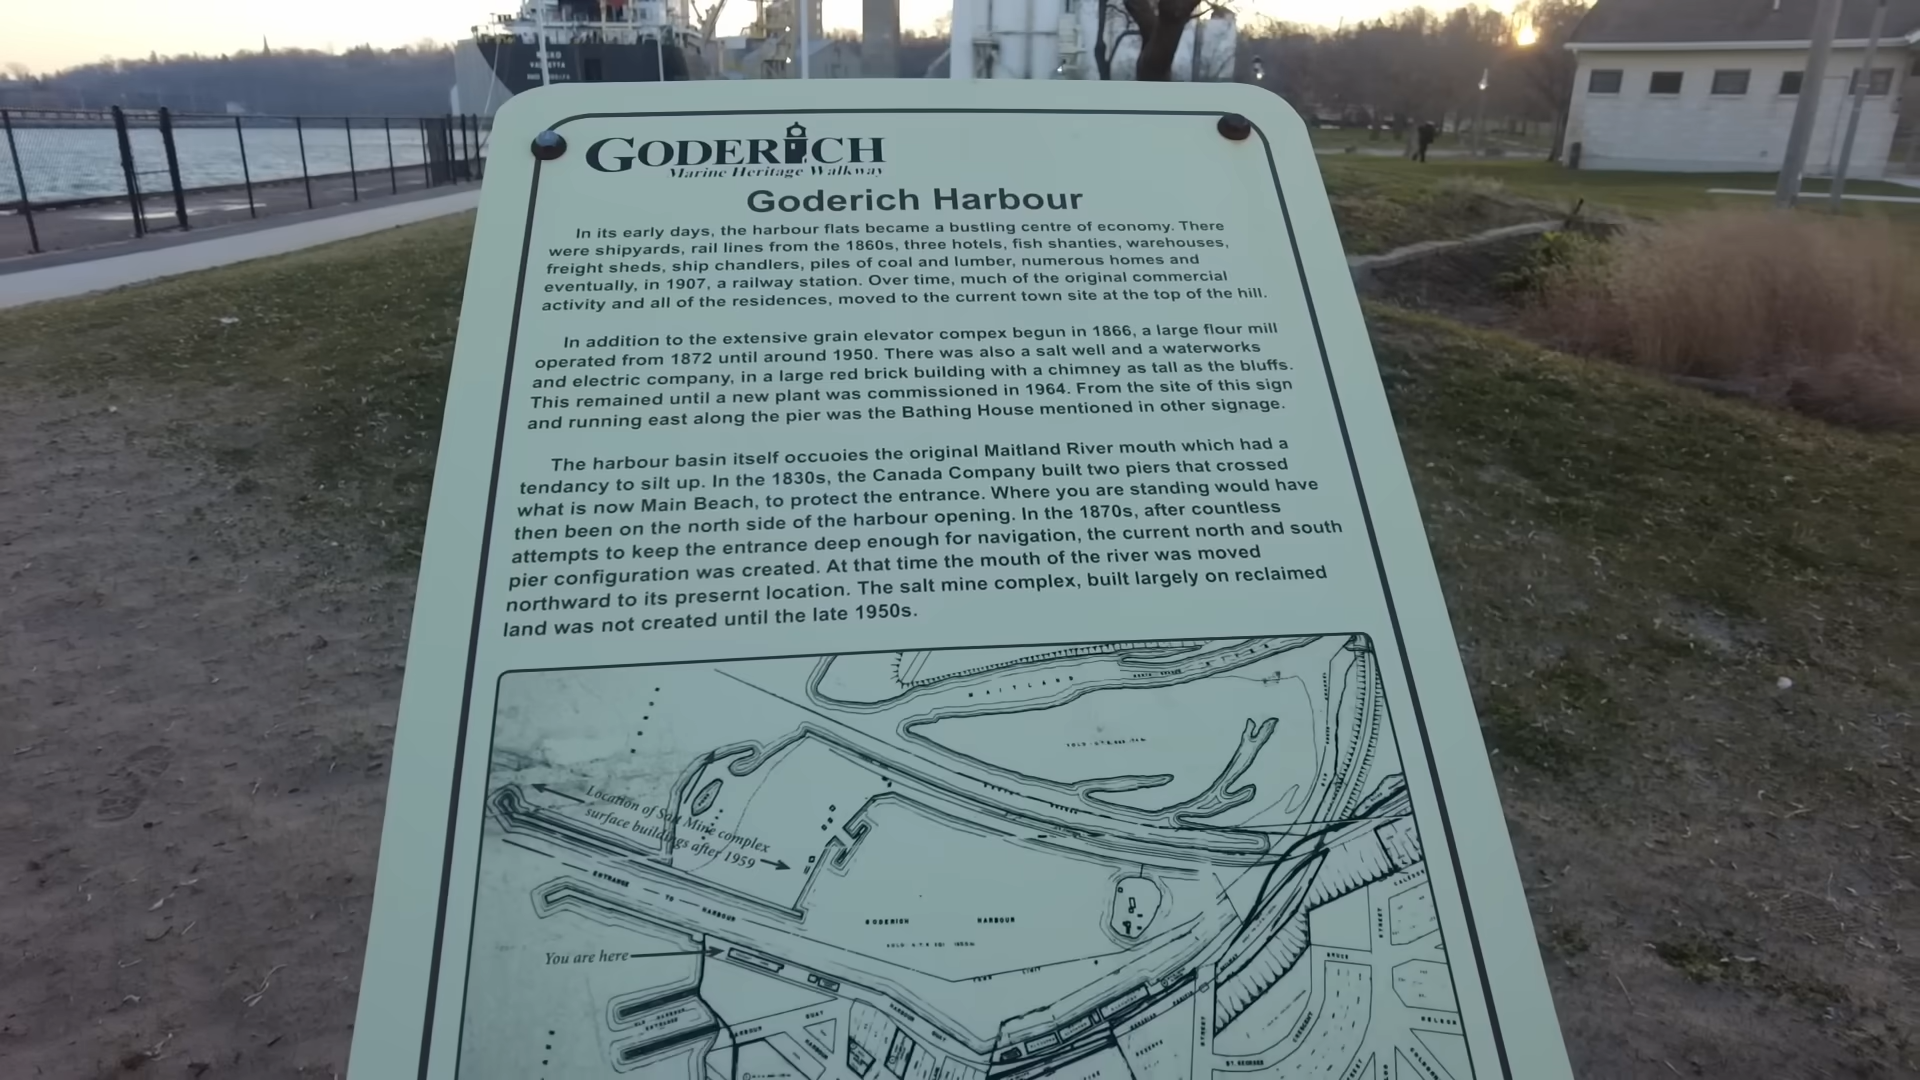 GODERICH
Marine Heritage Walkway
Goderich Harbour
In its early days, the harbour flats became a bustling centre of economy. There
were shipyards, rail lines from the 1860s, three hotels, fish shanties, warehouses,
freight sheds, ship chandlers, piles of coal and lumber, numerous homes and
eventually, in 1907, a railway station. Over time, much of the original commercial
activity and all of the residences, moved to the current town site at the top of the hill.
In addition to the extensive grain elevator compex begun in 1866, a large flour mill
operated from 1872 until around 1950. There was also a salt well and a waterworks
and electric company, in a large red brick building with a chimney as tall as the bluffs.
This remained until a new plant was commissioned in 1964. From the site of this sign
and running east along the pier was the Bathing House mentioned in other signage.
The harbour basin itself occuoies the original Maitland River mouth which had a
tendancy to silt up. In the 1830s, the Canada Company built two piers that crossed
what is now Main Beach, to protect the entrance. Where you are standing would have
then been on the north side of the harbour opening. In the 1870s, after countless
attempts to keep the entrance deep enough for navigation, the current north and south
pier configuration was created. At that time the mouth of the river was moved
northward to its presernt location. The salt mine complex, built largely on reclaimed
land was not created until the late 1950s.
MAITLAND RIVER
Location of Salt Mine complex
surface buildings after 1959
ENTRANCE TO HARBOUR
GODERICH HARBOUR
You are here
OLD HARBOUR
ENTRANCE
HARBOUR QUAY
STREET